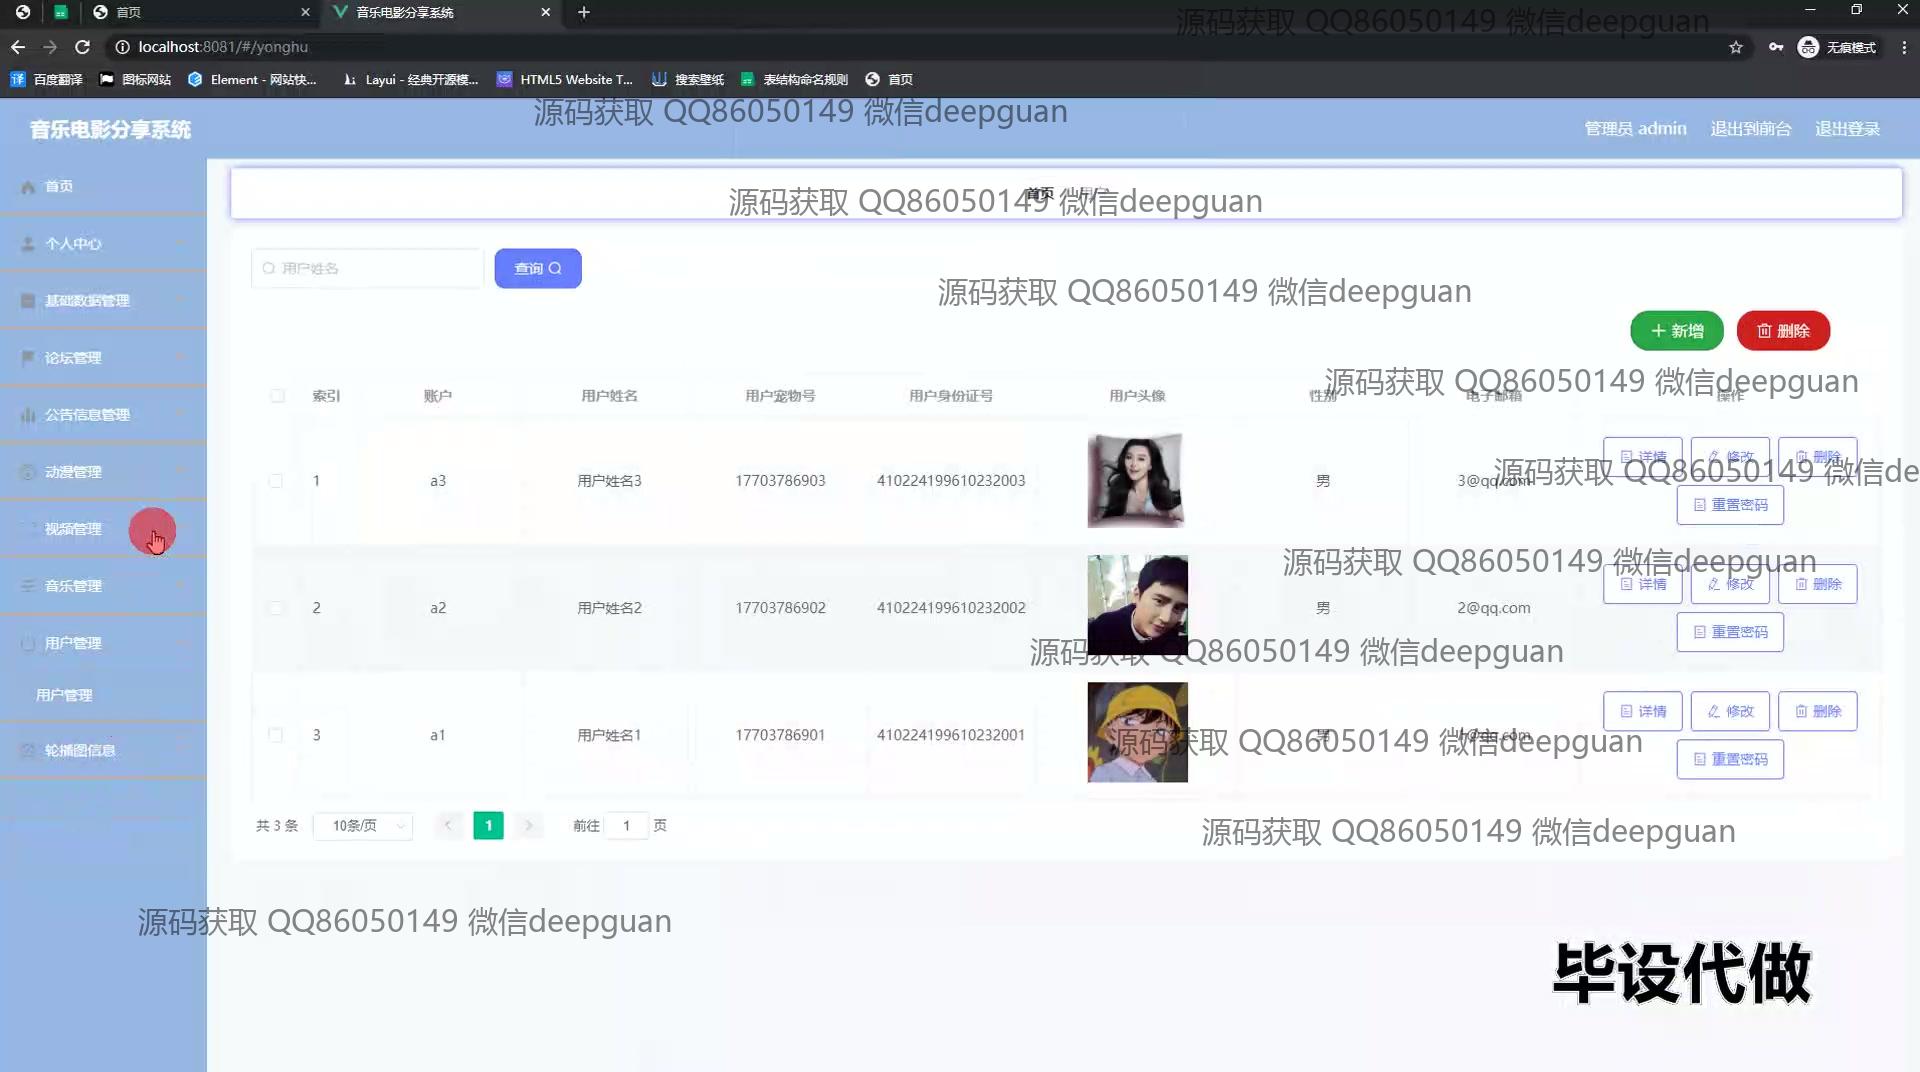 首页
音乐电影分享系统
源码获取 QQ86050149 微信deepguan
localhost:8081/#/yonghu
无痕模式
百度翻译 图标网站 Element - 网站快... Layui - 经典开源模... HTML5 Website T... 搜索壁纸 表结构命名规则 首页
源码获取 QQ86050149 微信deepguan
音乐电影分享系统
管理员 admin 退出到前台 退出登录
首页
源码获取 QQ86050149 微信deepguan
首页
个人中心
基础数据管理
论坛管理
公告信息管理
动漫管理
视频管理
音乐管理
用户管理
用户管理
轮播图信息
用户姓名 查询
源码获取 QQ86050149 微信deepguan
新增 删除
源码获取 QQ86050149 微信deepguan
索引 账户 用户姓名 用户宠物号 用户身份证号 用户头像 性别 电子邮箱 操作
1 a3 用户姓名3 17703786903 410224199610232003 男 3@qq.com 详情 修改 删除
源码获取 QQ86050149 微信de
重置密码
源码获取 QQ86050149 微信deepguan
2 a2 用户姓名2 17703786902 410224199610232002 男 2@qq.com 详情 修改 删除
重置密码
源码获取 QQ86050149 微信deepguan
3 a1 用户姓名1 17703786901 410224199610232001 男 详情 修改 删除
源码获取 QQ86050149 微信deepguan
重置密码
共 3 条 10条/页 1 前往 1 页
源码获取 QQ86050149 微信deepguan
源码获取 QQ86050149 微信deepguan
毕设代做